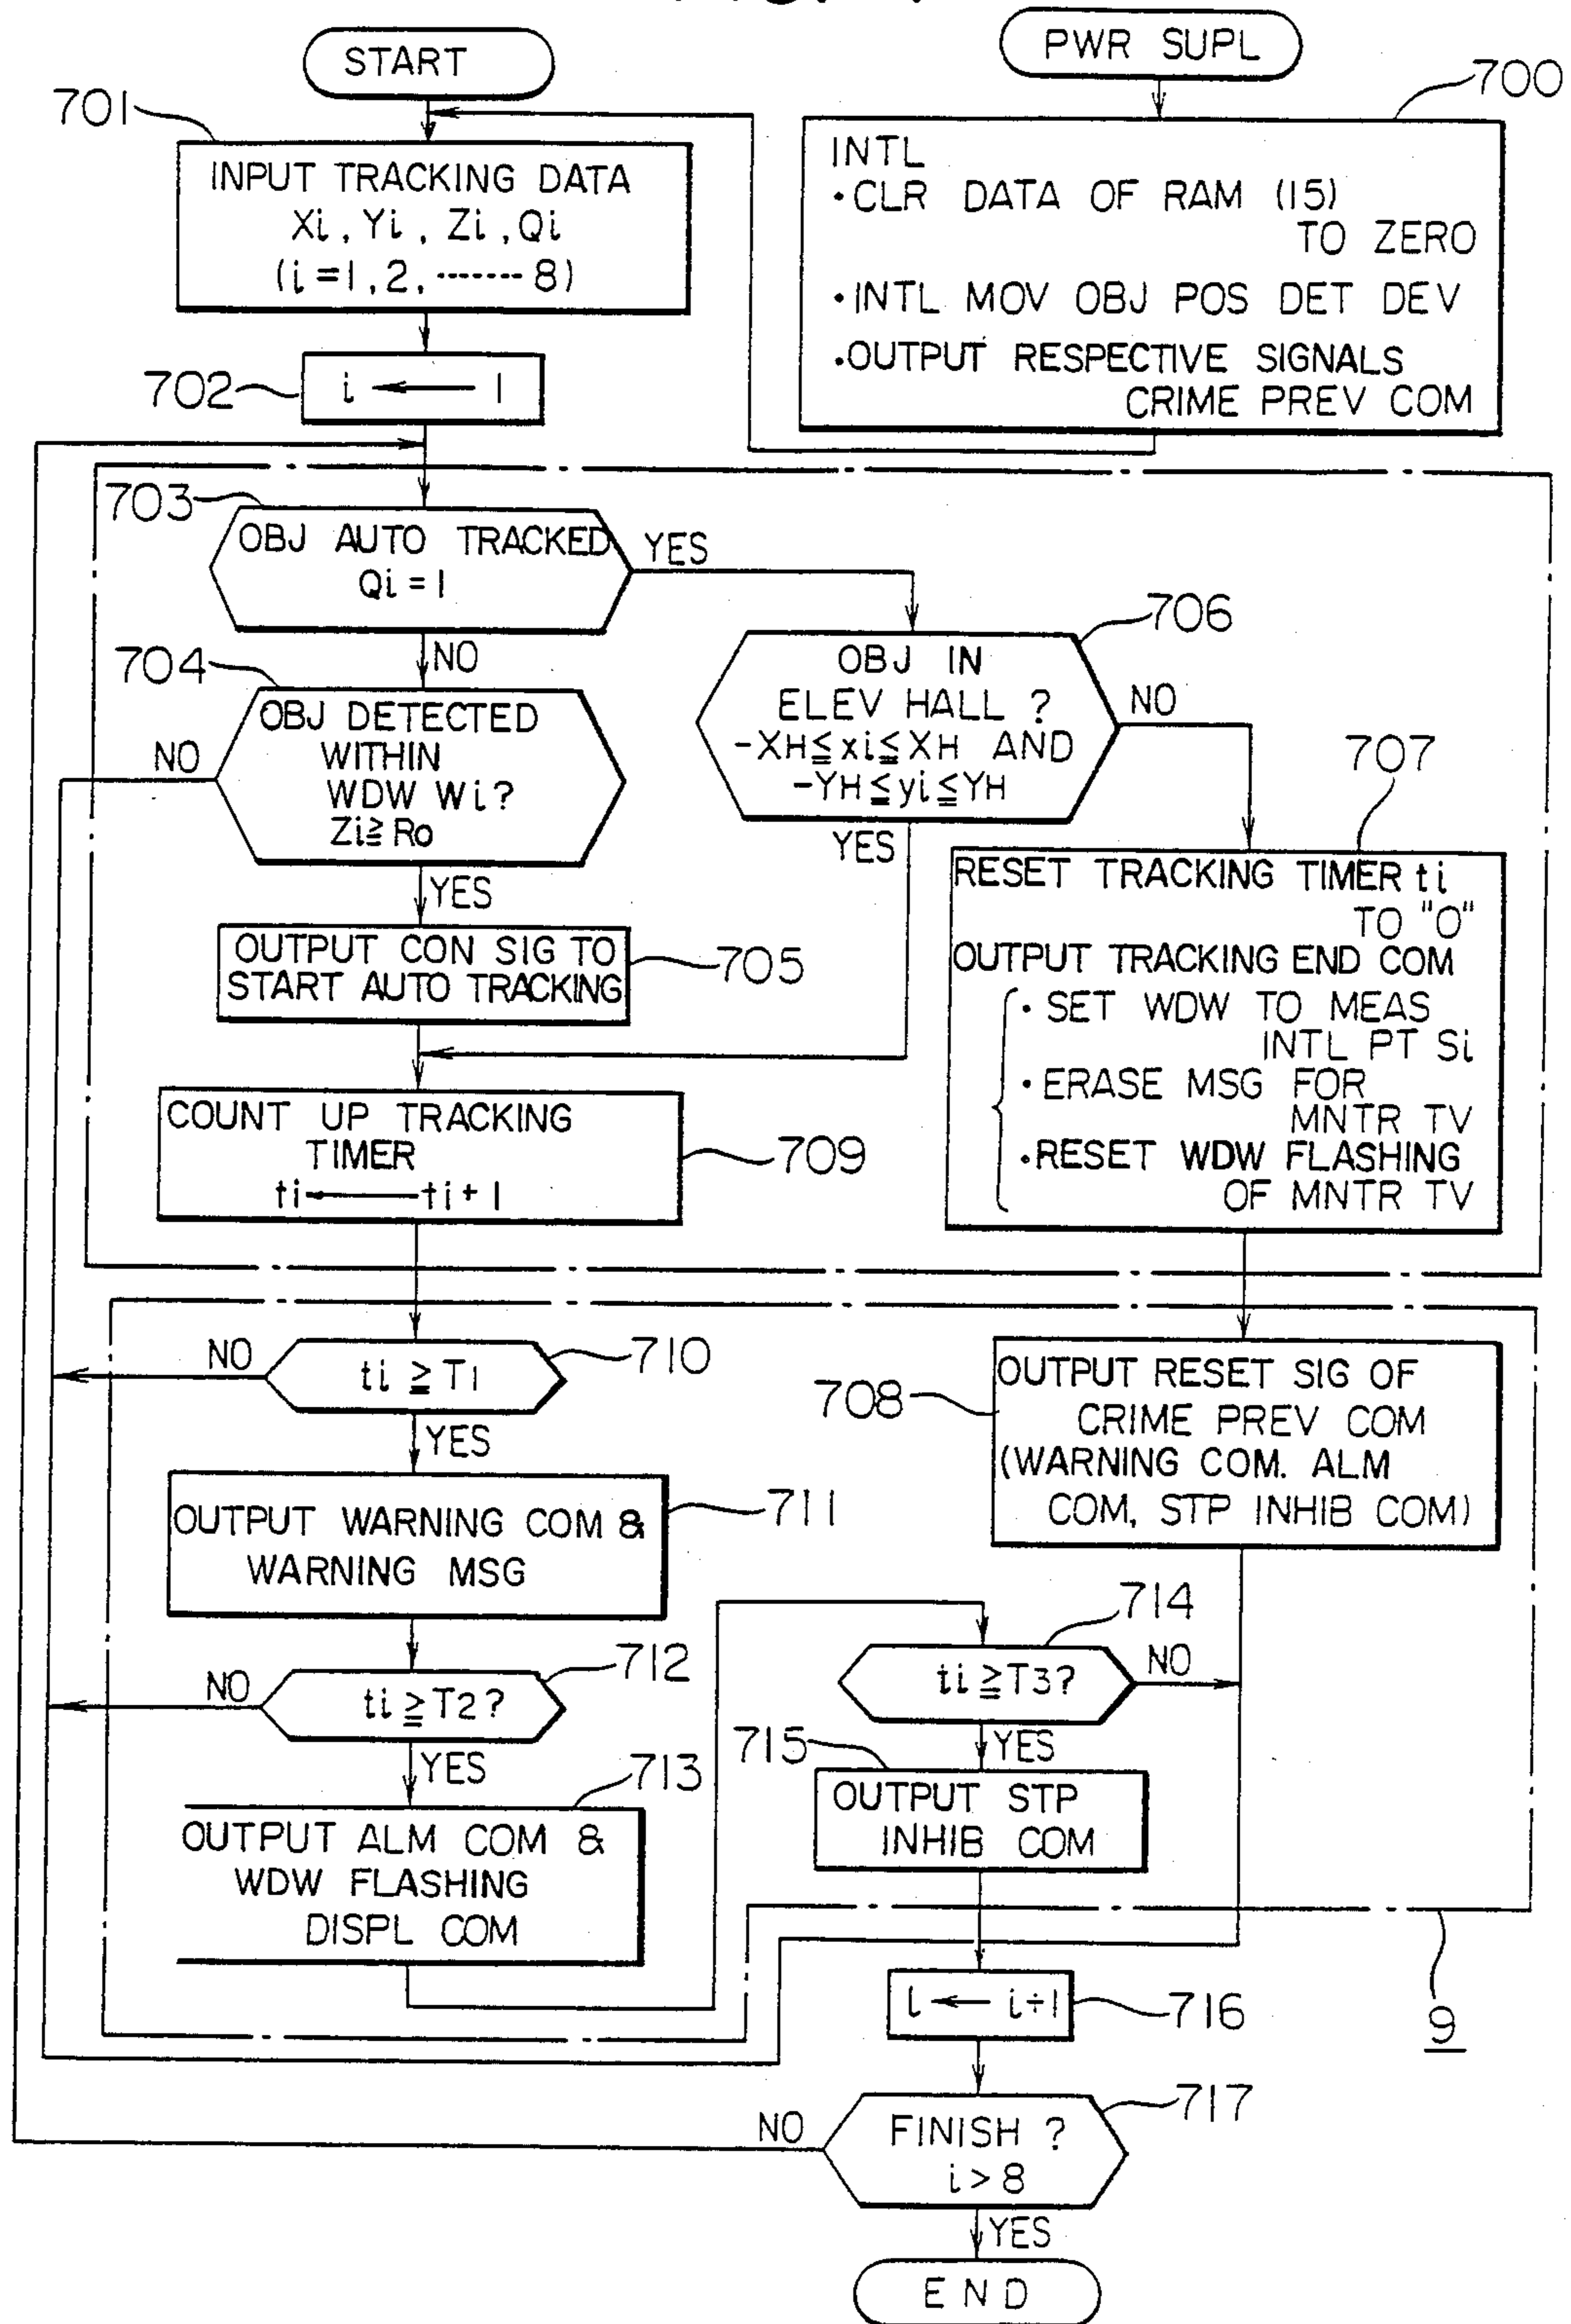 START
PWR SUPL
700
701
INPUT TRACKING DATA
Xi, Yi, Zi, Qi
(i=1,2, ------- 8)
INTL
•CLR DATA OF RAM (15)
TO ZERO
•INTL MOV OBJ POS DET DEV
•OUTPUT RESPECTIVE SIGNALS
CRIME PREV COM
702
i ← 1
703
OBJ AUTO TRACKED
Qi = 1
YES
NO
704
OBJ DETECTED
WITHIN
WDW Wi?
Zi≧Ro
NO
YES
706
OBJ IN
ELEV HALL ?
-XH≦xi≦XH AND
-YH≦yi≦YH
NO
YES
705
OUTPUT CON SIG TO
START AUTO TRACKING
707
RESET TRACKING TIMER ti
TO "0"
OUTPUT TRACKING END COM
• SET WDW TO MEAS
INTL PT Si
• ERASE MSG FOR
MNTR TV
•RESET WDW FLASHING
OF MNTR TV
709
COUNT UP TRACKING
TIMER
ti ← ti+1
710
ti ≧ T1
NO
YES
708
OUTPUT RESET SIG OF
CRIME PREV COM
(WARNING COM. ALM
COM, STP INHIB COM)
711
OUTPUT WARNING COM &
WARNING MSG
712
ti ≧ T2?
NO
YES
714
ti ≧ T3?
NO
YES
713
OUTPUT ALM COM &
WDW FLASHING
DISPL COM
715
OUTPUT STP
INHIB COM
716
i ← i+1
9
717
FINISH ?
i > 8
NO
YES
END